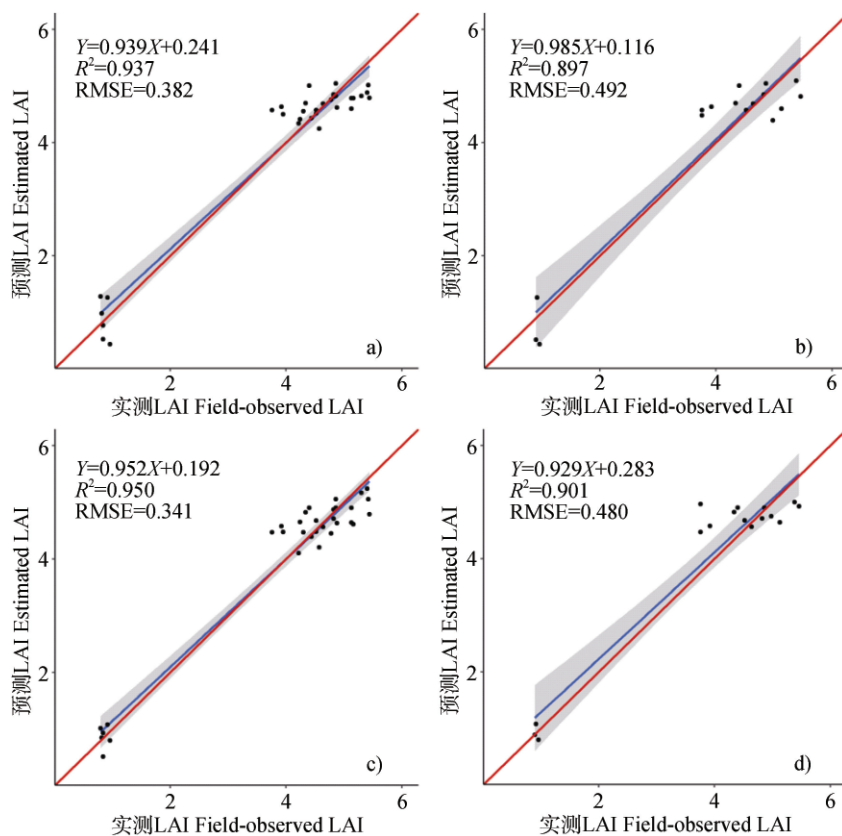 6
Y=0.939X+0.241
R²=0.937
RMSE=0.382
4
预测LAI Estimated LAI
2
a)
2
4
6
实测LAI Field-observed LAI
6
Y=0.985X+0.116
R²=0.897
RMSE=0.492
4
预测LAI Estimated LAI
2
b)
2
4
6
实测LAI Field-observed LAI
6
Y=0.952X+0.192
R²=0.950
RMSE=0.341
4
预测LAI Estimated LAI
2
c)
2
4
6
实测LAI Field-observed LAI
6
Y=0.929X+0.283
R²=0.901
RMSE=0.480
4
预测LAI Estimated LAI
2
d)
2
4
6
实测LAI Field-observed LAI